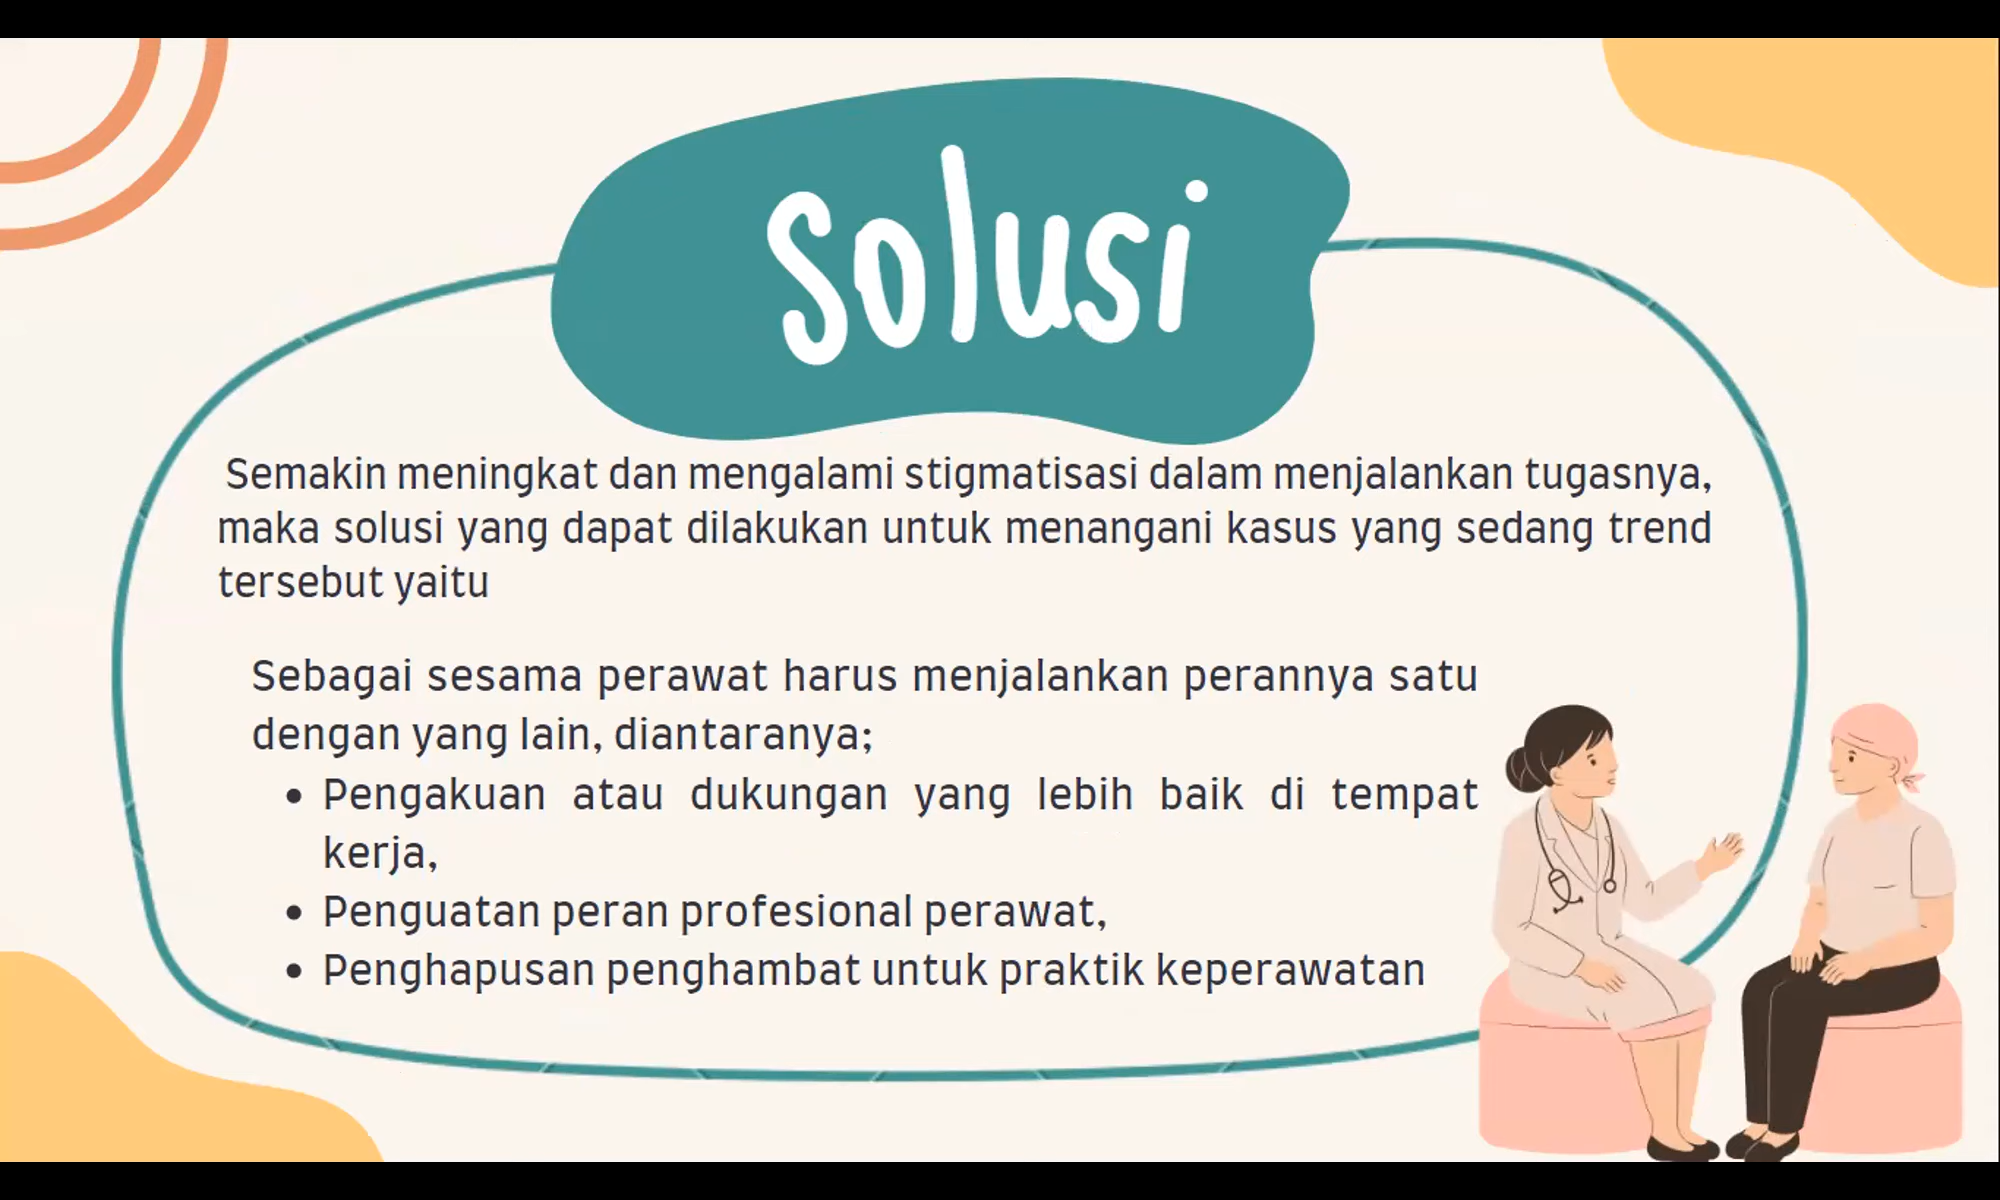 Solusi
Semakin meningkat dan mengalami stigmatisasi dalam menjalankan tugasnya,
maka solusi yang dapat dilakukan untuk menangani kasus yang sedang trend
tersebut yaitu
Sebagai sesama perawat harus menjalankan perannya satu
dengan yang lain, diantaranya;
• Pengakuan atau dukungan yang lebih baik di tempat
kerja,
• Penguatan peran profesional perawat,
• Penghapusan penghambat untuk praktik keperawatan